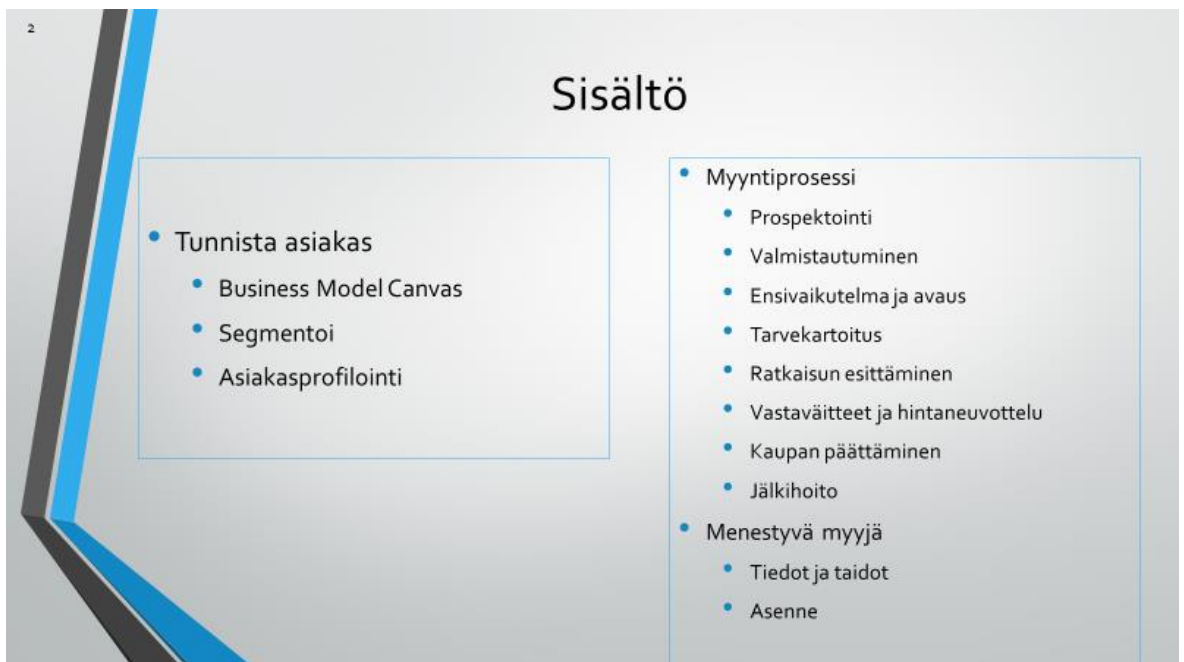 2
Sisältö
Tunnista asiakas
Business Model Canvas
Segmentoi
Asiakasprofilointi
Myyntiprosessi
Prospektointi
Valmistautuminen
Ensivaikutelma ja avaus
Tarvekartoitus
Ratkaisun esittäminen
Vastaväitteet ja hintaneuvottelu
Kaupan päättäminen
Jälkihoito
Menestyvä myyjä
Tiedot ja taidot
Asenne